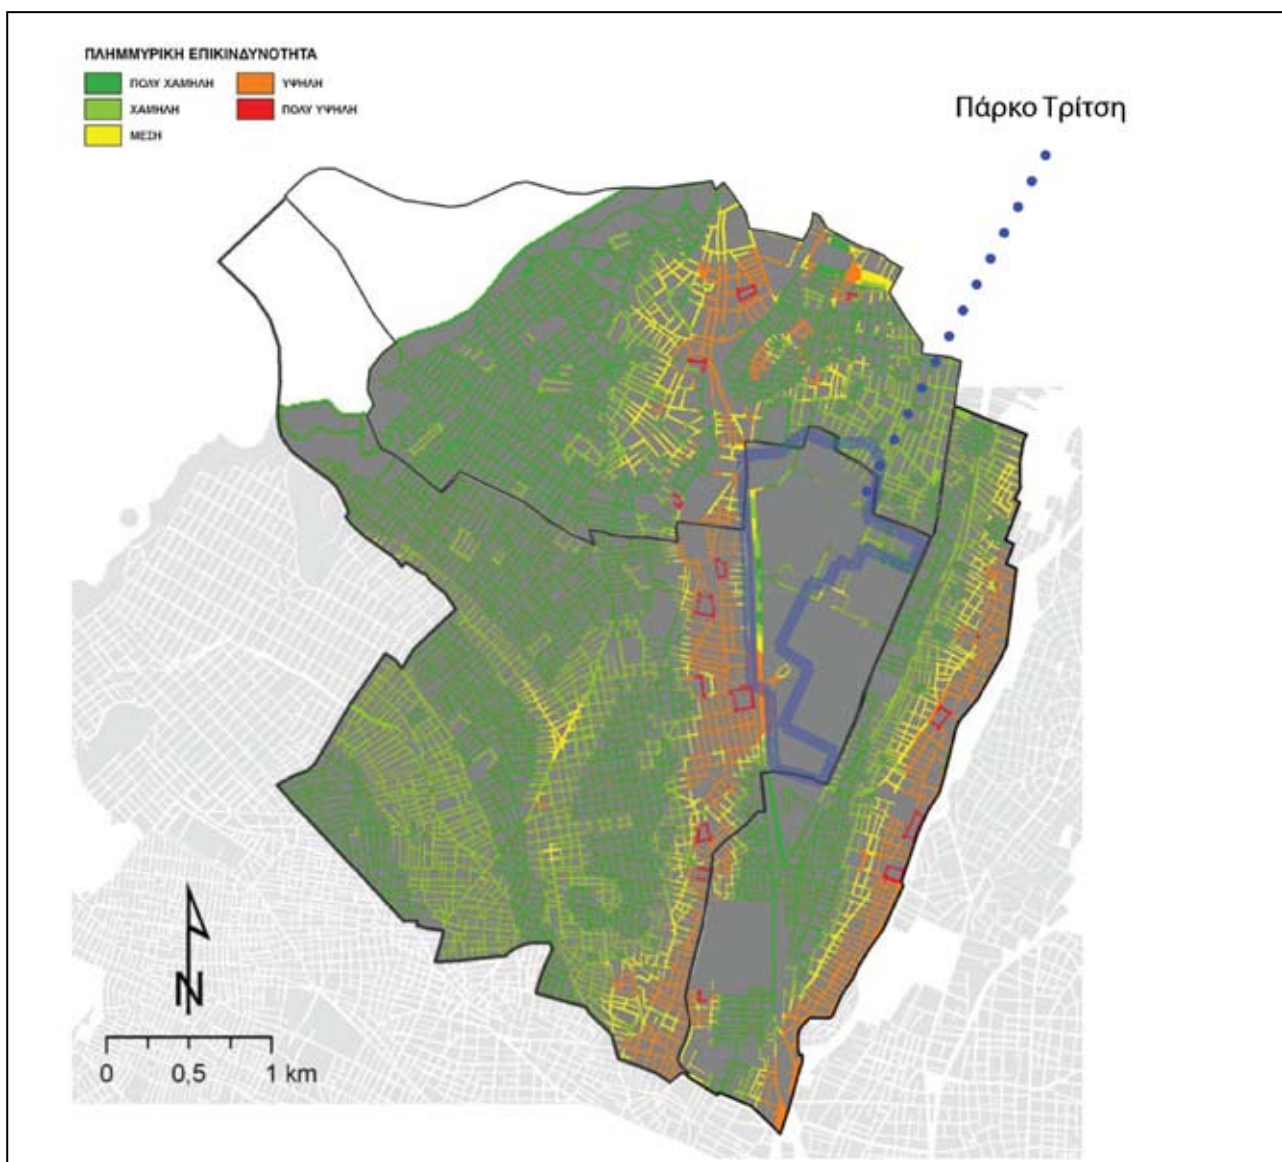 ΠΛΗΜΜΥΡΙΚΗ ΕΠΙΚΙΝΔΥΝΟΤΗΤΑ
ΠΟΛΥ ΧΑΜΗΛΗ
ΥΨΗΛΗ
ΧΑΜΗΛΗ
ΠΟΛΥ ΥΨΗΛΗ
ΜΕΣΗ
Πάρκο Τρίτση
N
0 0,5 1 km